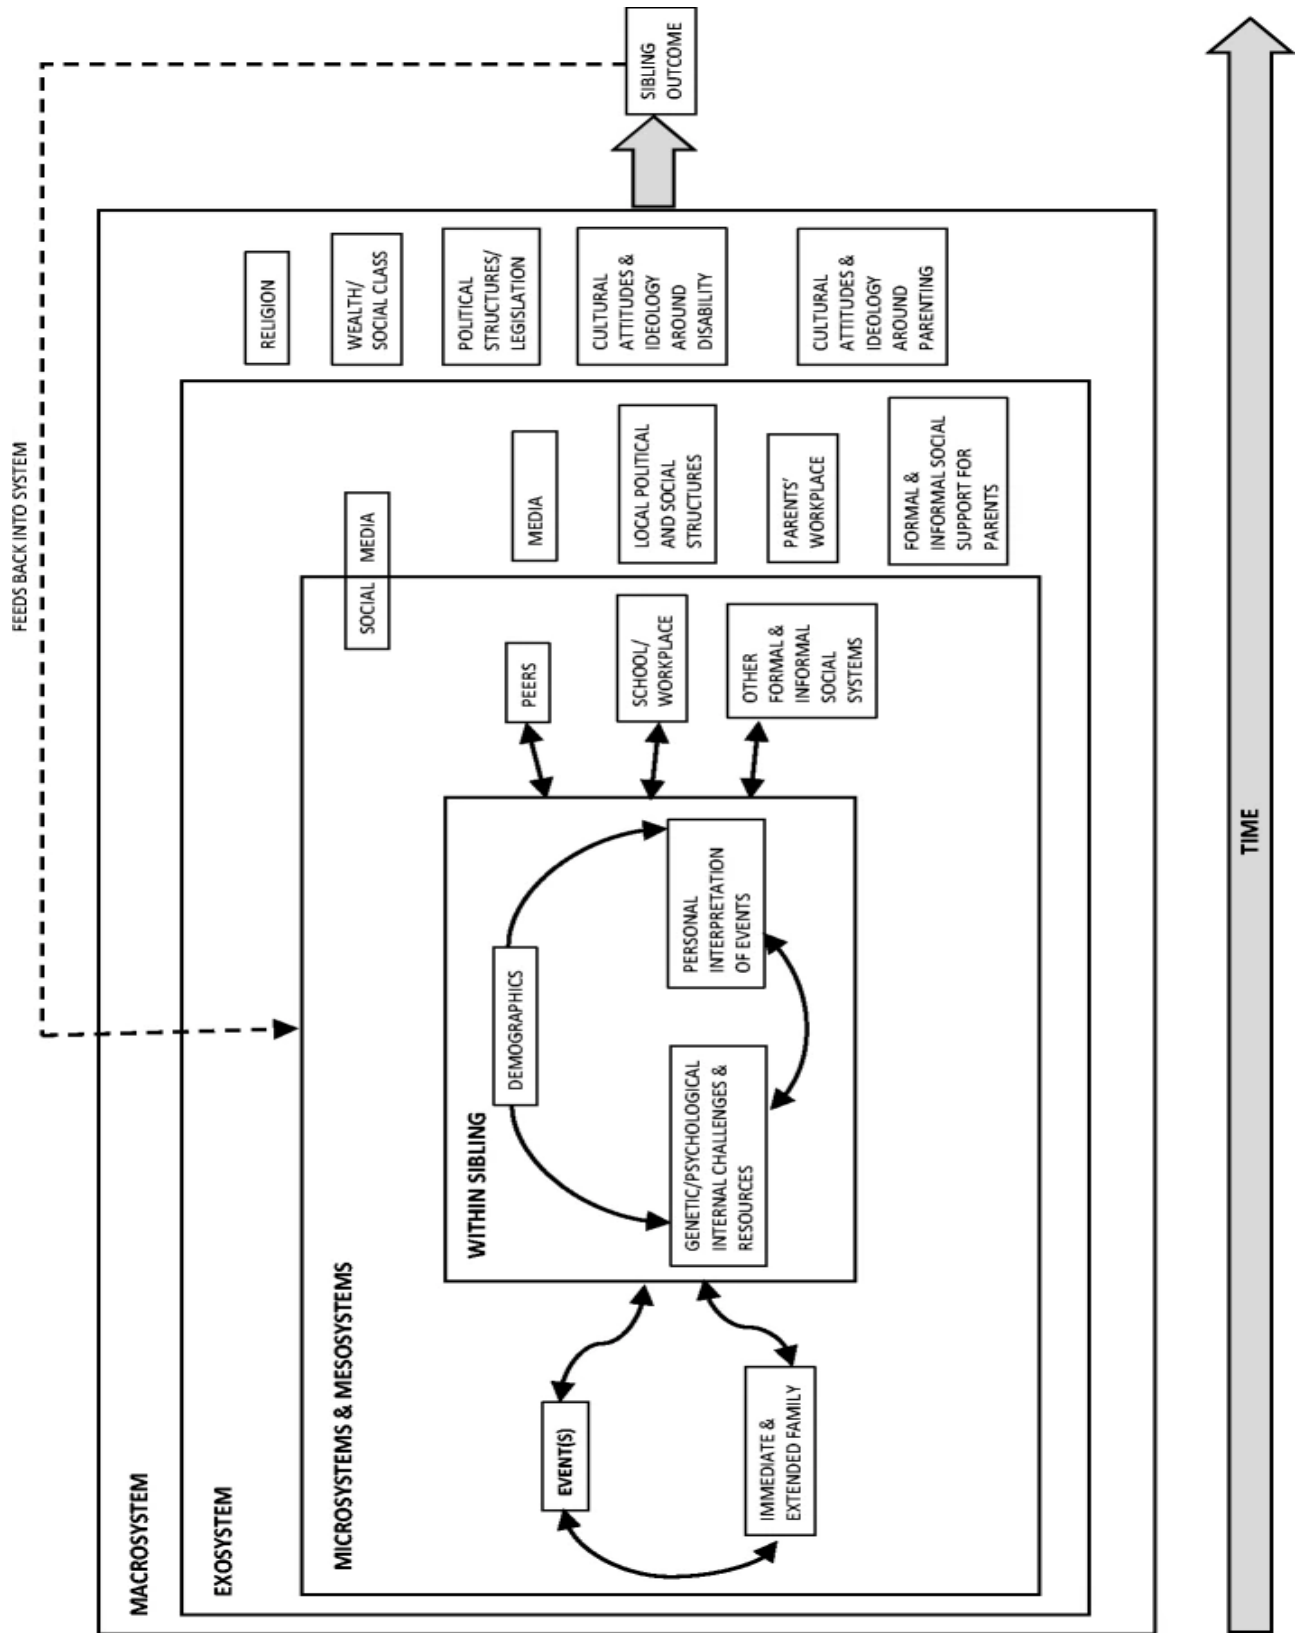 FEEDS BACK INTO SYSTEM
MACROSYSTEM
EXOSYSTEM
MICROSYSTEMS & MESOSYSTEMS
WITHIN SIBLING
EVENT(S)
IMMEDIATE &
EXTENDED FAMILY
DEMOGRAPHICS
GENETIC/PSYCHOLOGICAL
INTERNAL CHALLENGES &
RESOURCES
PERSONAL
INTERPRETATION
OF EVENTS
SOCIAL MEDIA
PEERS
SCHOOL/
WORKPLACE
OTHER
FORMAL &
INFORMAL
SOCIAL
SYSTEMS
MEDIA
LOCAL POLITICAL
AND SOCIAL
STRUCTURES
PARENTS'
WORKPLACE
FORMAL &
INFORMAL SOCIAL
SUPPORT FOR
PARENTS
RELIGION
WEALTH/
SOCIAL CLASS
POLITICAL
STRUCTURES/
LEGISLATION
CULTURAL
ATTITUDES &
IDEOLOGY
AROUND
DISABILITY
CULTURAL
ATTITUDES &
IDEOLOGY
AROUND
PARENTING
SIBLING
OUTCOME
TIME